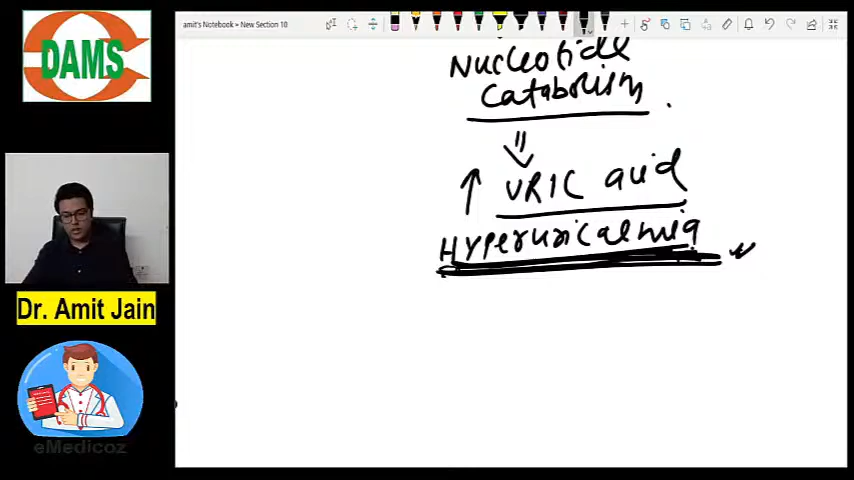 amit's Notebook > New Section 10
DAMS
Nucleotide
Catabolism
↑ URIC acid
Hyperuricaemia
Dr. Amit Jain
eMedicoz